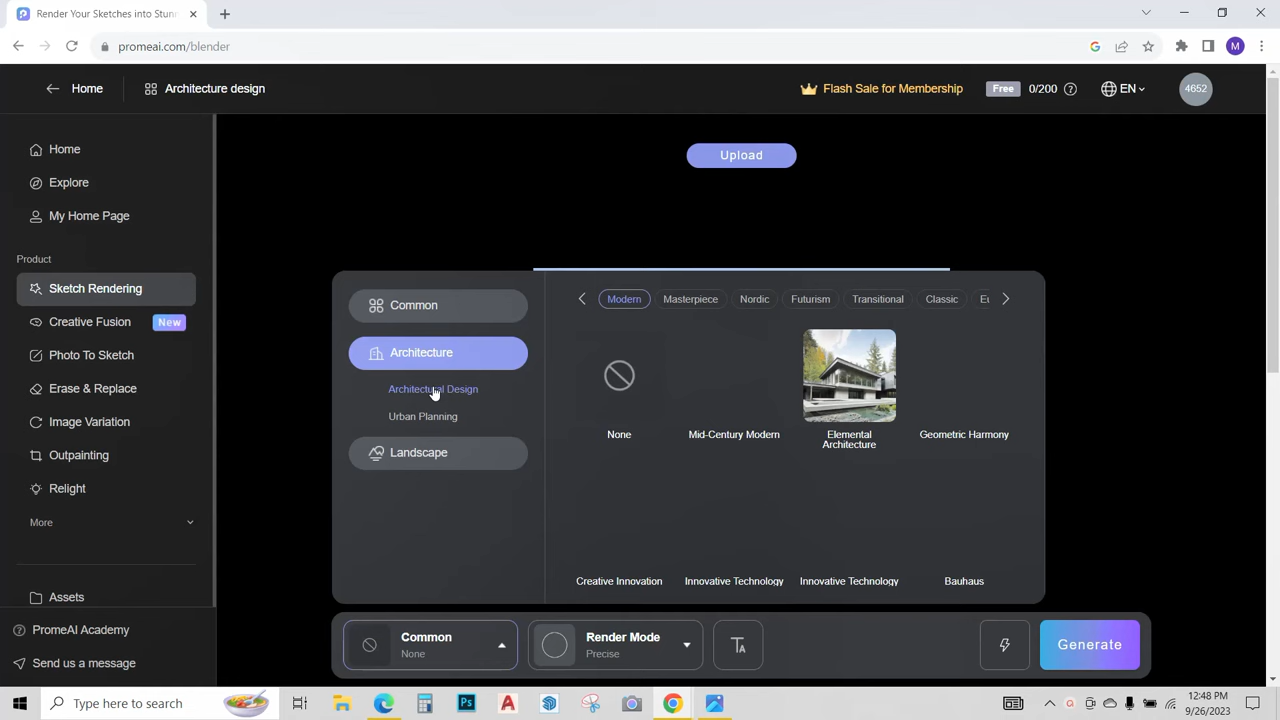 Render Your Sketches into Stunn
promeai.com/blender
M
Home
Architecture design
Flash Sale for Membership
Free
0/200
?
EN
4652
Home
Explore
My Home Page
Product
Sketch Rendering
Creative Fusion
New
Photo To Sketch
Erase & Replace
Image Variation
Outpainting
Relight
More
Assets
PromeAI Academy
Send us a message
Upload
Common
Architecture
Architectural Design
Urban Planning
Landscape
Modern
Masterpiece
Nordic
Futurism
Transitional
Classic
Eu
None
Mid-Century Modern
Elemental
Architecture
Geometric Harmony
Creative Innovation
Innovative Technology
Innovative Technology
Bauhaus
Common
None
Render Mode
Precise
TA
Generate
Type here to search
Ps
A
12:48 PM
9/26/2023